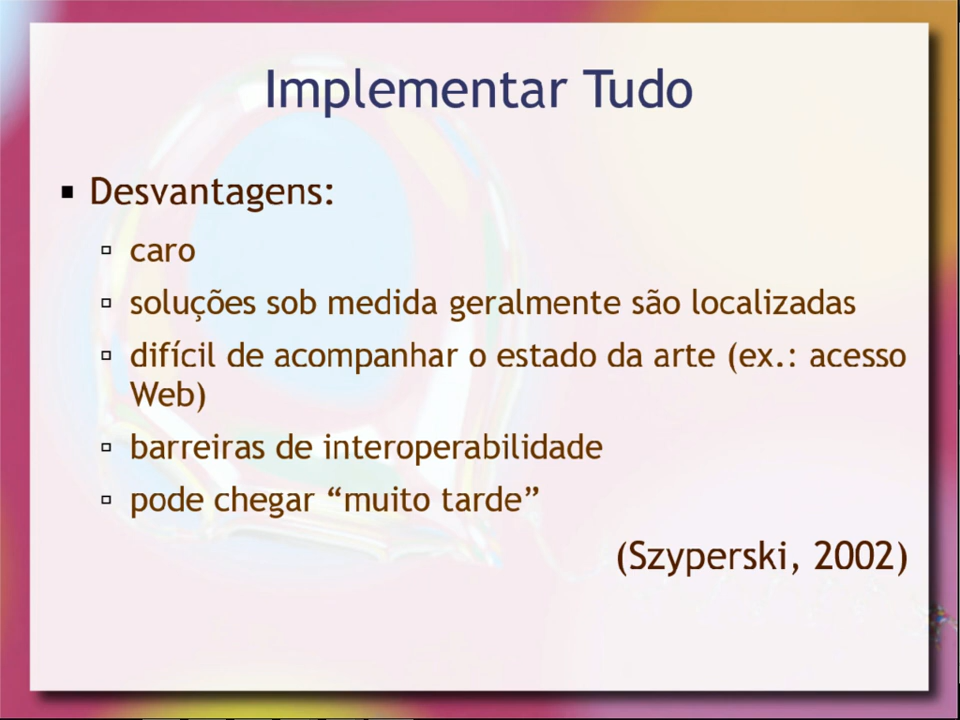 Implementar Tudo
Desvantagens:
caro
soluções sob medida geralmente são localizadas
difícil de acompanhar o estado da arte (ex.: acesso
Web)
barreiras de interoperabilidade
pode chegar “muito tarde”
(Szyperski, 2002)